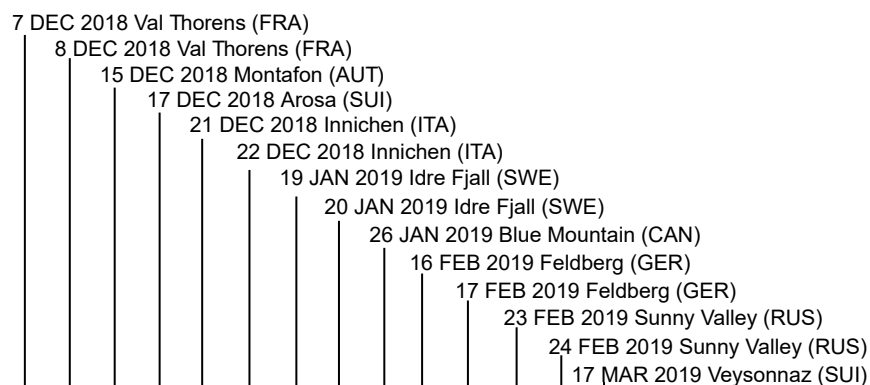 7 DEC 2018 Val Thorens (FRA)
8 DEC 2018 Val Thorens (FRA)
15 DEC 2018 Montafon (AUT)
17 DEC 2018 Arosa (SUI)
21 DEC 2018 Innichen (ITA)
22 DEC 2018 Innichen (ITA)
19 JAN 2019 Idre Fjall (SWE)
20 JAN 2019 Idre Fjall (SWE)
26 JAN 2019 Blue Mountain (CAN)
16 FEB 2019 Feldberg (GER)
17 FEB 2019 Feldberg (GER)
23 FEB 2019 Sunny Valley (RUS)
24 FEB 2019 Sunny Valley (RUS)
17 MAR 2019 Veysonnaz (SUI)